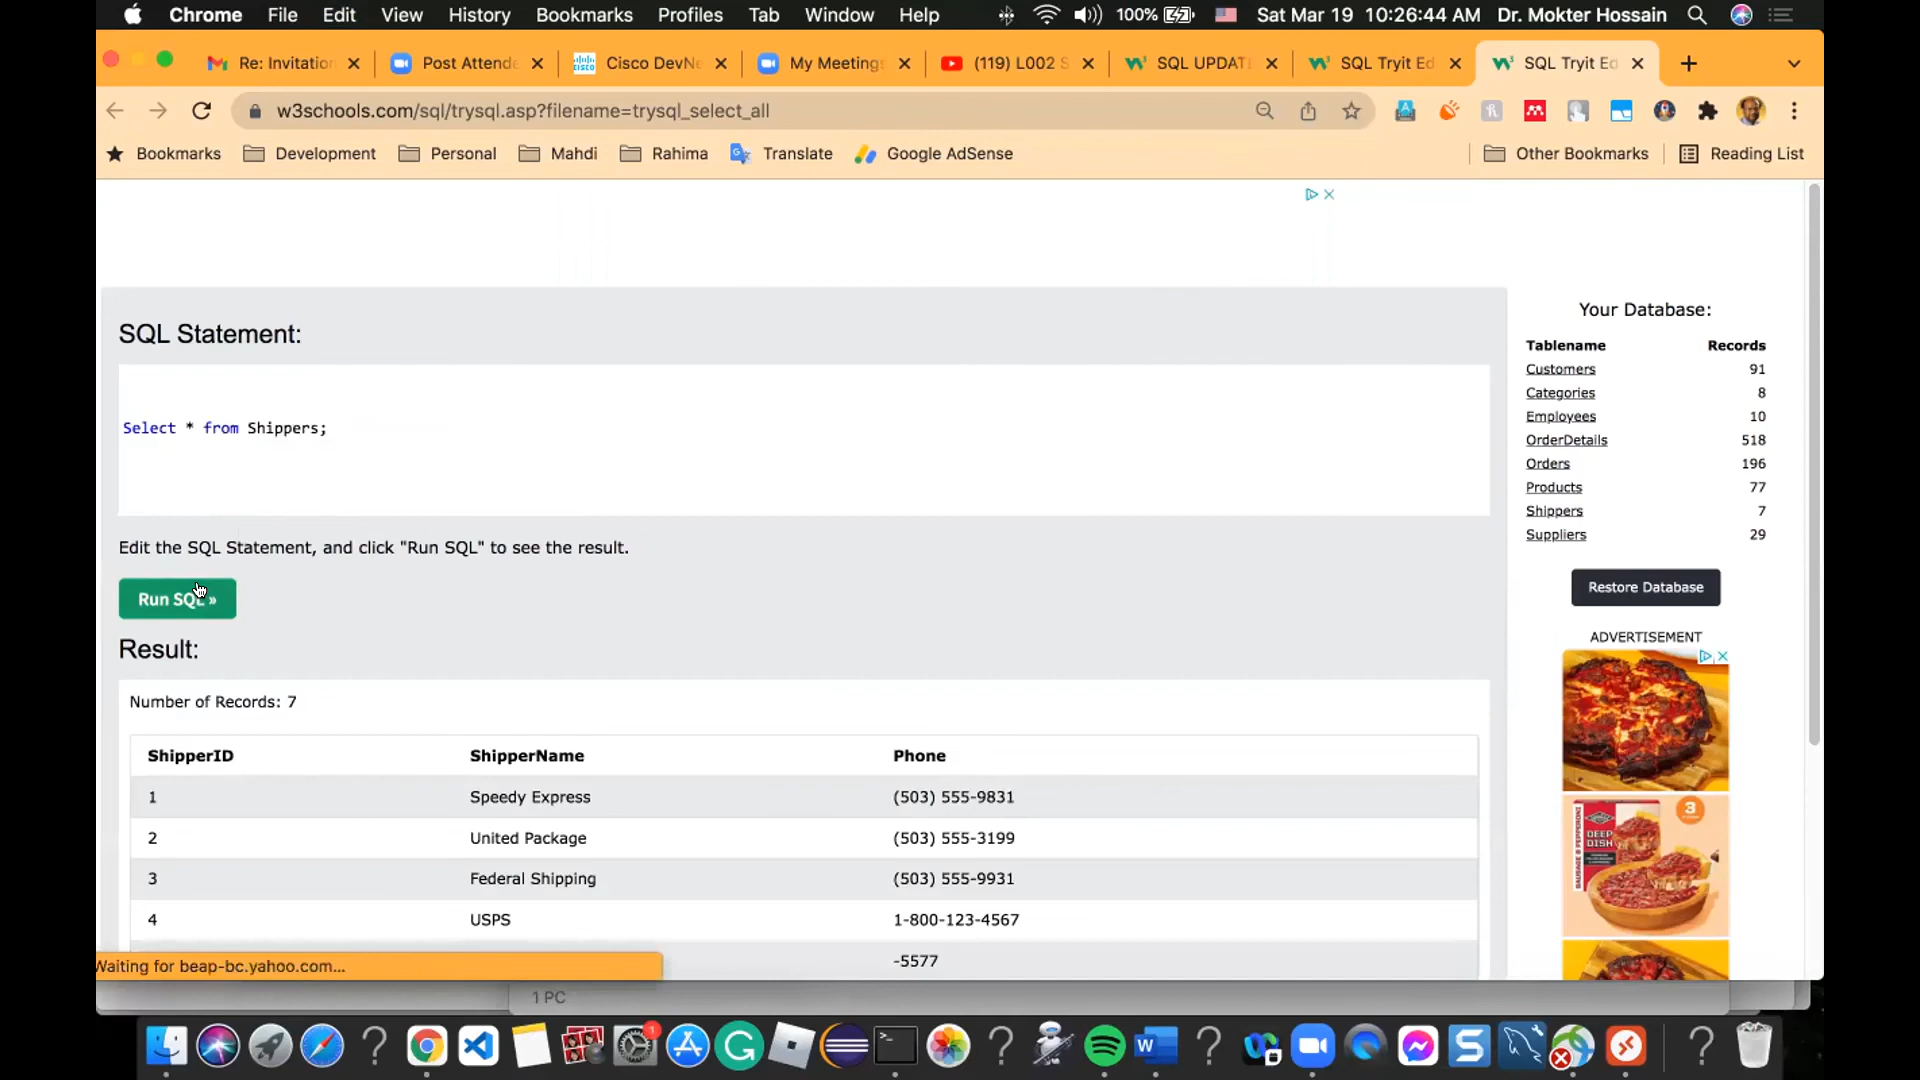 Chrome File Edit View History Bookmarks Profiles Tab Window Help 100% Sat Mar 19 10:26:44 AM Dr. Mokter Hossain
Re: Invitation Post Attende Cisco DevNe My Meetings (119) L002 S SQL UPDAT SQL Tryit Ed SQL Tryit Ed
w3schools.com/sql/trysql.asp?filename=trysql_select_all
Bookmarks Development Personal Mahdi Rahima Translate Google AdSense Other Bookmarks Reading List
SQL Statement:
Select * from Shippers;
Edit the SQL Statement, and click "Run SQL" to see the result.
Run SQL »
Result:
Number of Records: 7
ShipperID ShipperName Phone
1 Speedy Express (503) 555-9831
2 United Package (503) 555-3199
3 Federal Shipping (503) 555-9931
4 USPS 1-800-123-4567
-5577
Waiting for beap-bc.yahoo.com...
1 PC
Your Database:
Tablename Records
Customers 91
Categories 8
Employees 10
OrderDetails 518
Orders 196
Products 77
Shippers 7
Suppliers 29
Restore Database
ADVERTISEMENT
3
DEEP
DISH